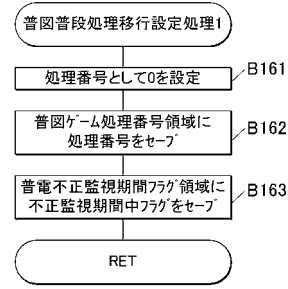 普図普段処理移行設定処理1
処理番号として0を設定
B161
普図ゲーム処理番号領域に
処理番号をセーブ
B162
普電不正監視期間フラグ領域に
不正監視期間中フラグをセーブ
B163
RET